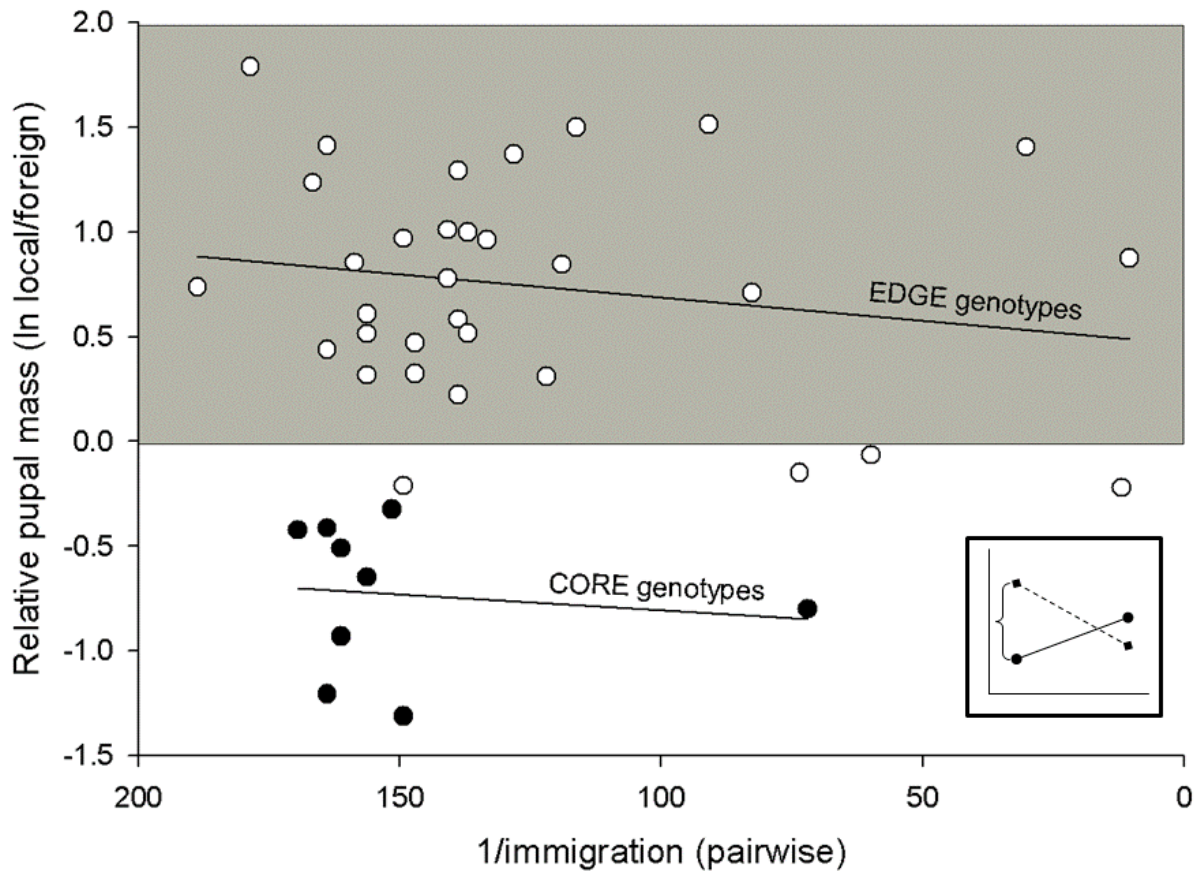 2.0
1.5
1.0
0.5
0.0
-0.5
-1.0
-1.5
Relative pupal mass (ln local/foreign)
EDGE genotypes
CORE genotypes
200 150 100 50 0
1/immigration (pairwise)